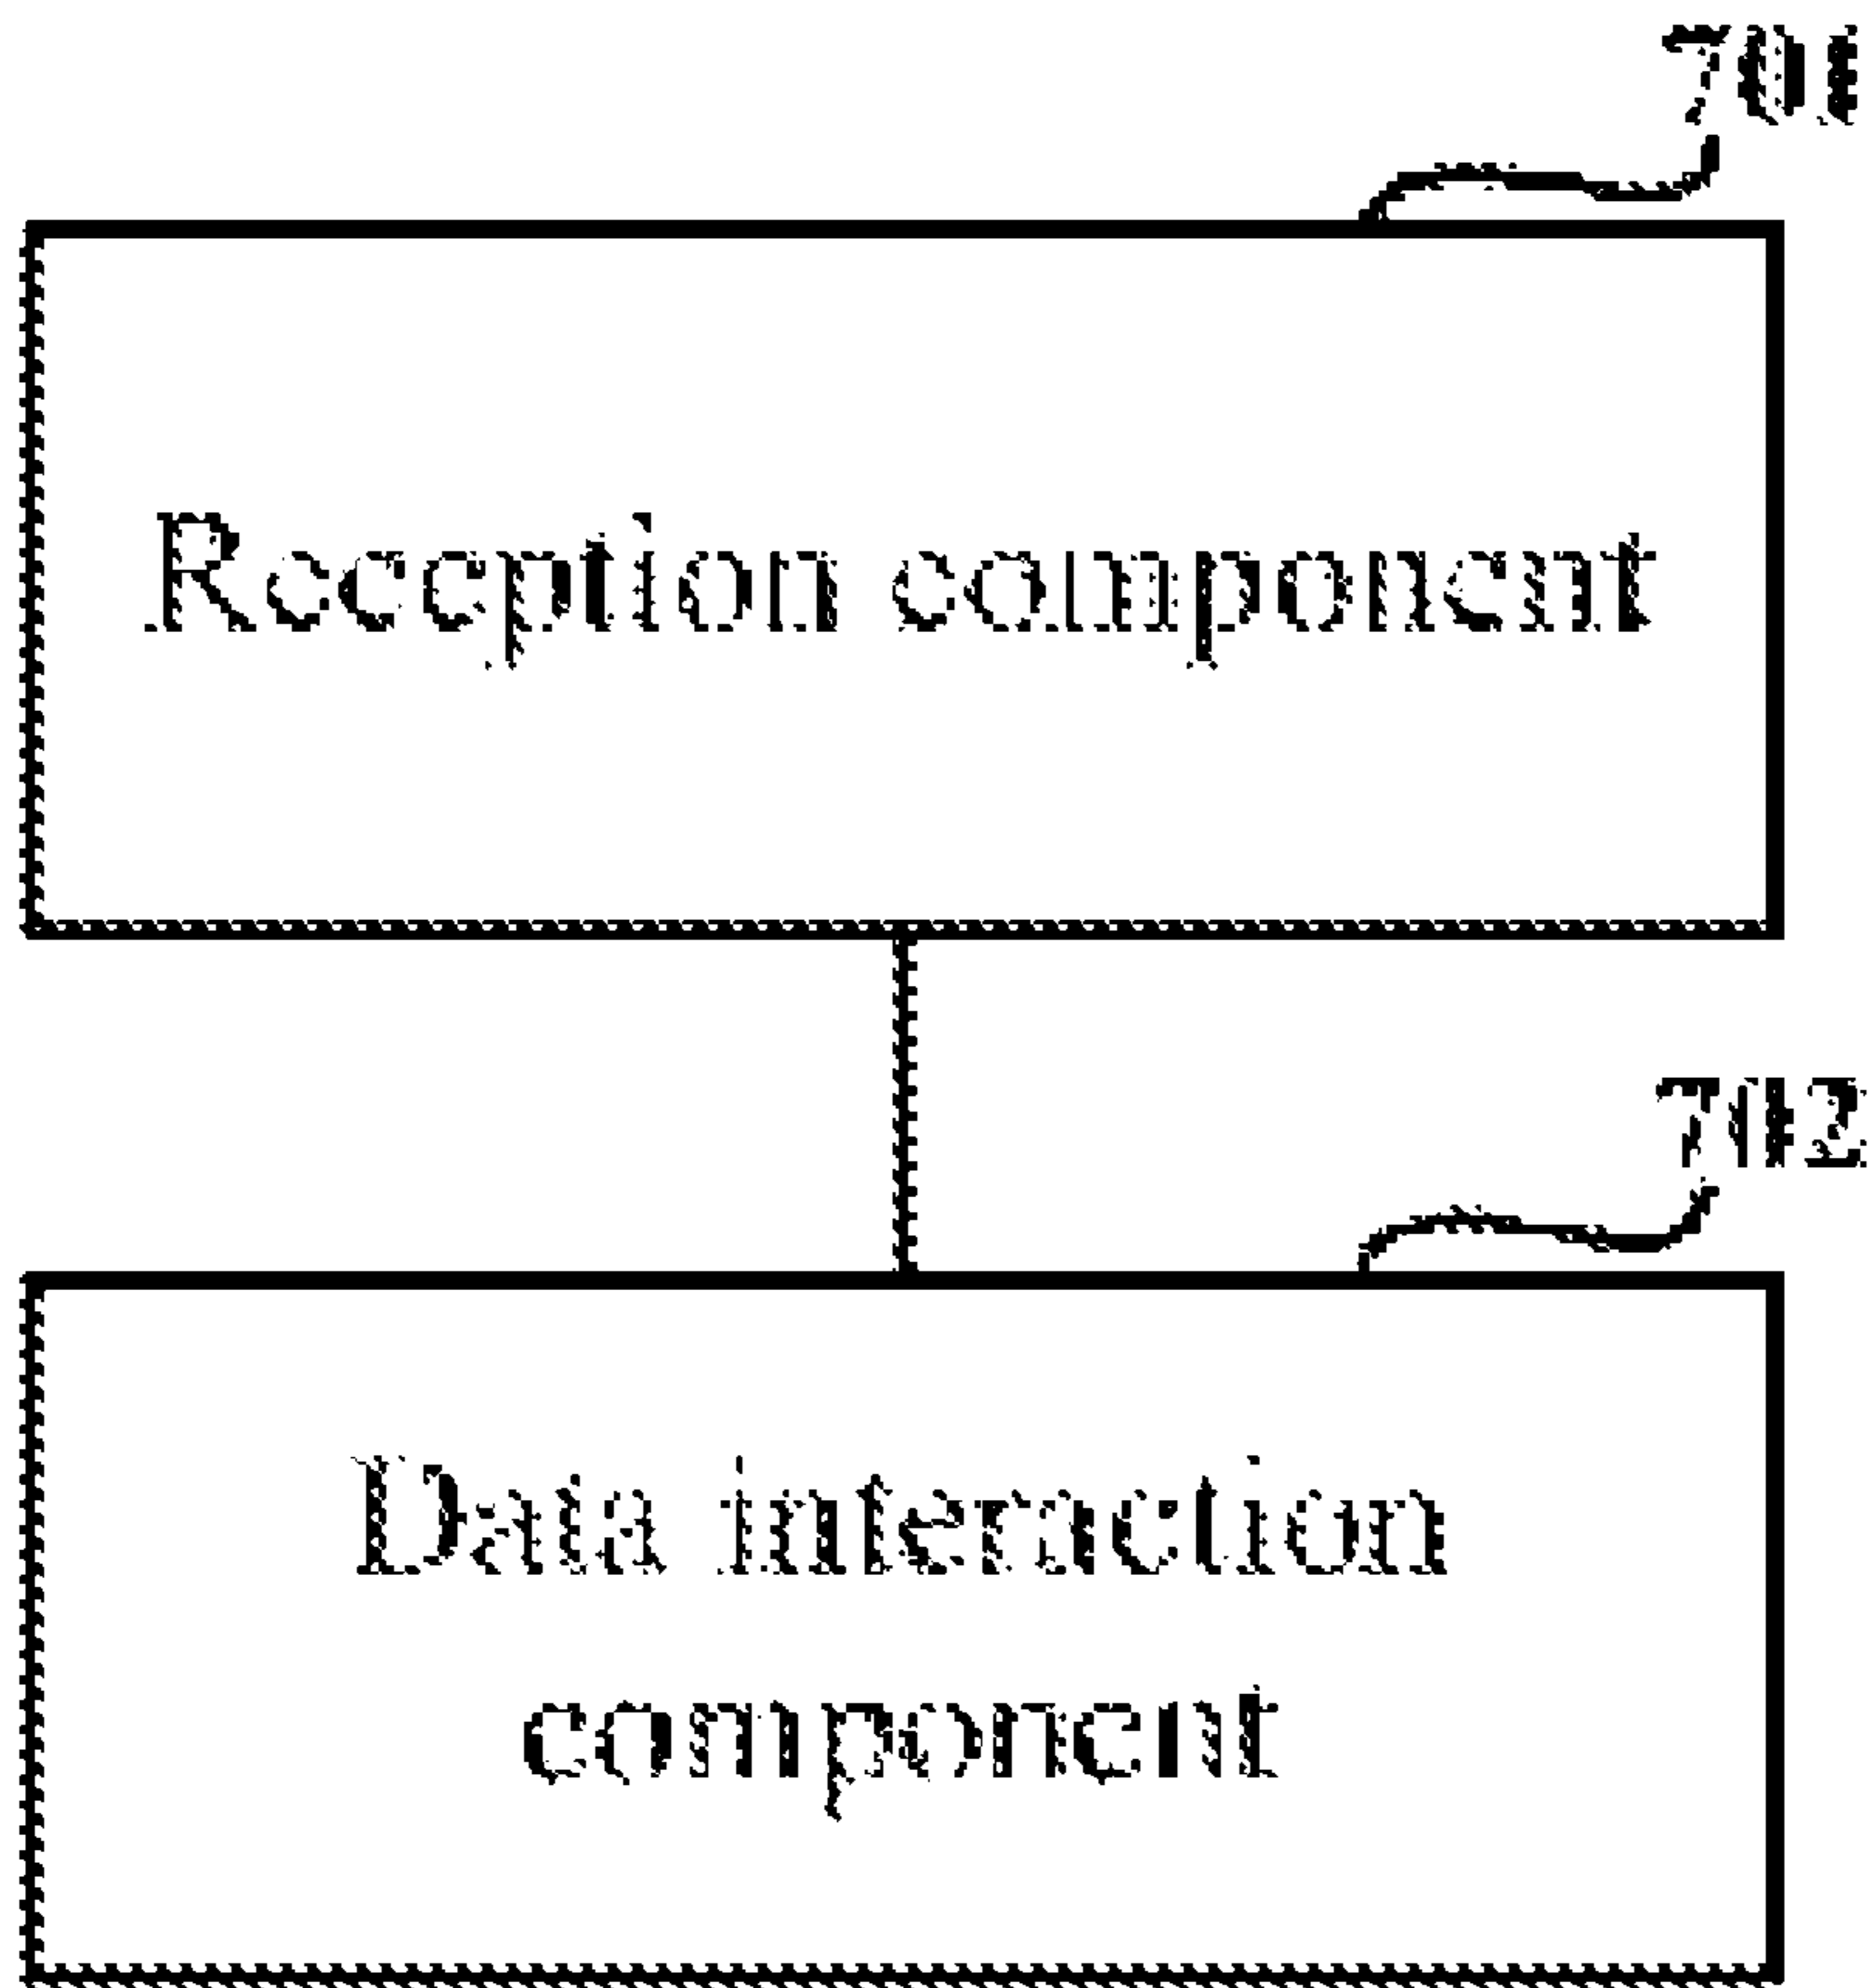 701
Reception component
702
Data interaction
component